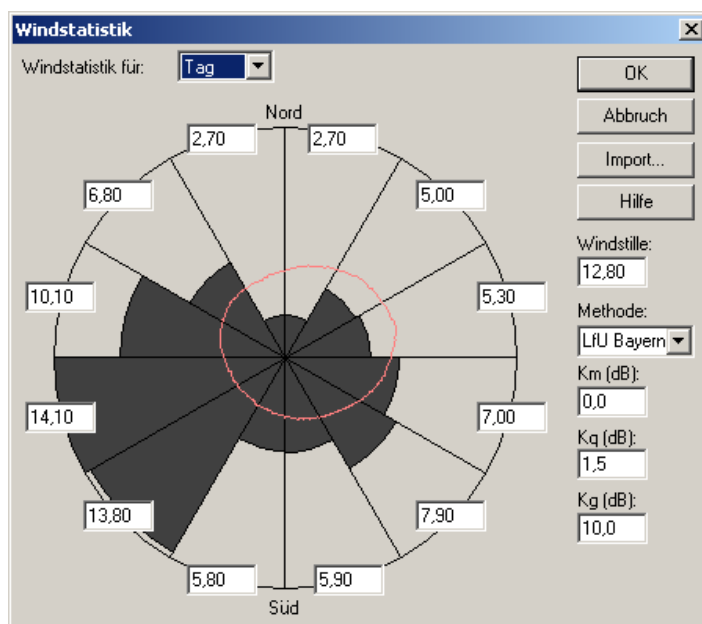 Windstatistik
Windstatistik für: Tag
OK
Abbruch
Import...
Hilfe
Windstille:
12,80
Methode:
LfU Bayern
Km (dB):
0,0
Kq (dB):
1,5
Kg (dB):
10,0
Nord
2,70 2,70
6,80 5,00
10,10 5,30
14,10 7,00
13,80 7,90
5,80 5,90
Süd